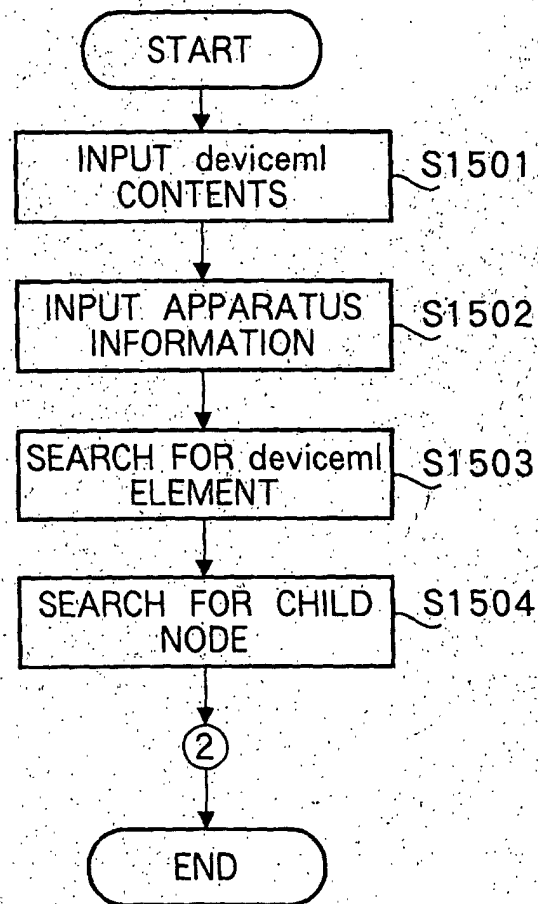 START
INPUT deviceml S1501
CONTENTS
INPUT APPARATUS S1502
INFORMATION
SEARCH FOR deviceml S1503
ELEMENT
SEARCH FOR CHILD S1504
NODE
2
END